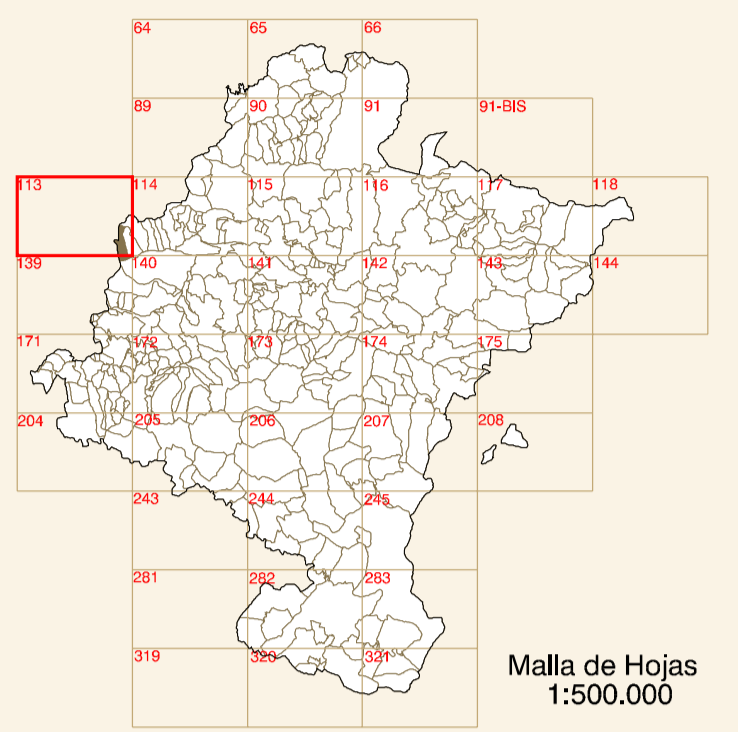 64 65 66
89 90 91 91-BIS
113 114 115 116 117 118
139 140 141 142 143 144
171 172 173 174 175
204 205 206 207 208
243 244 245
281 282 283
319 320 321
Malla de Hojas
1:500.000